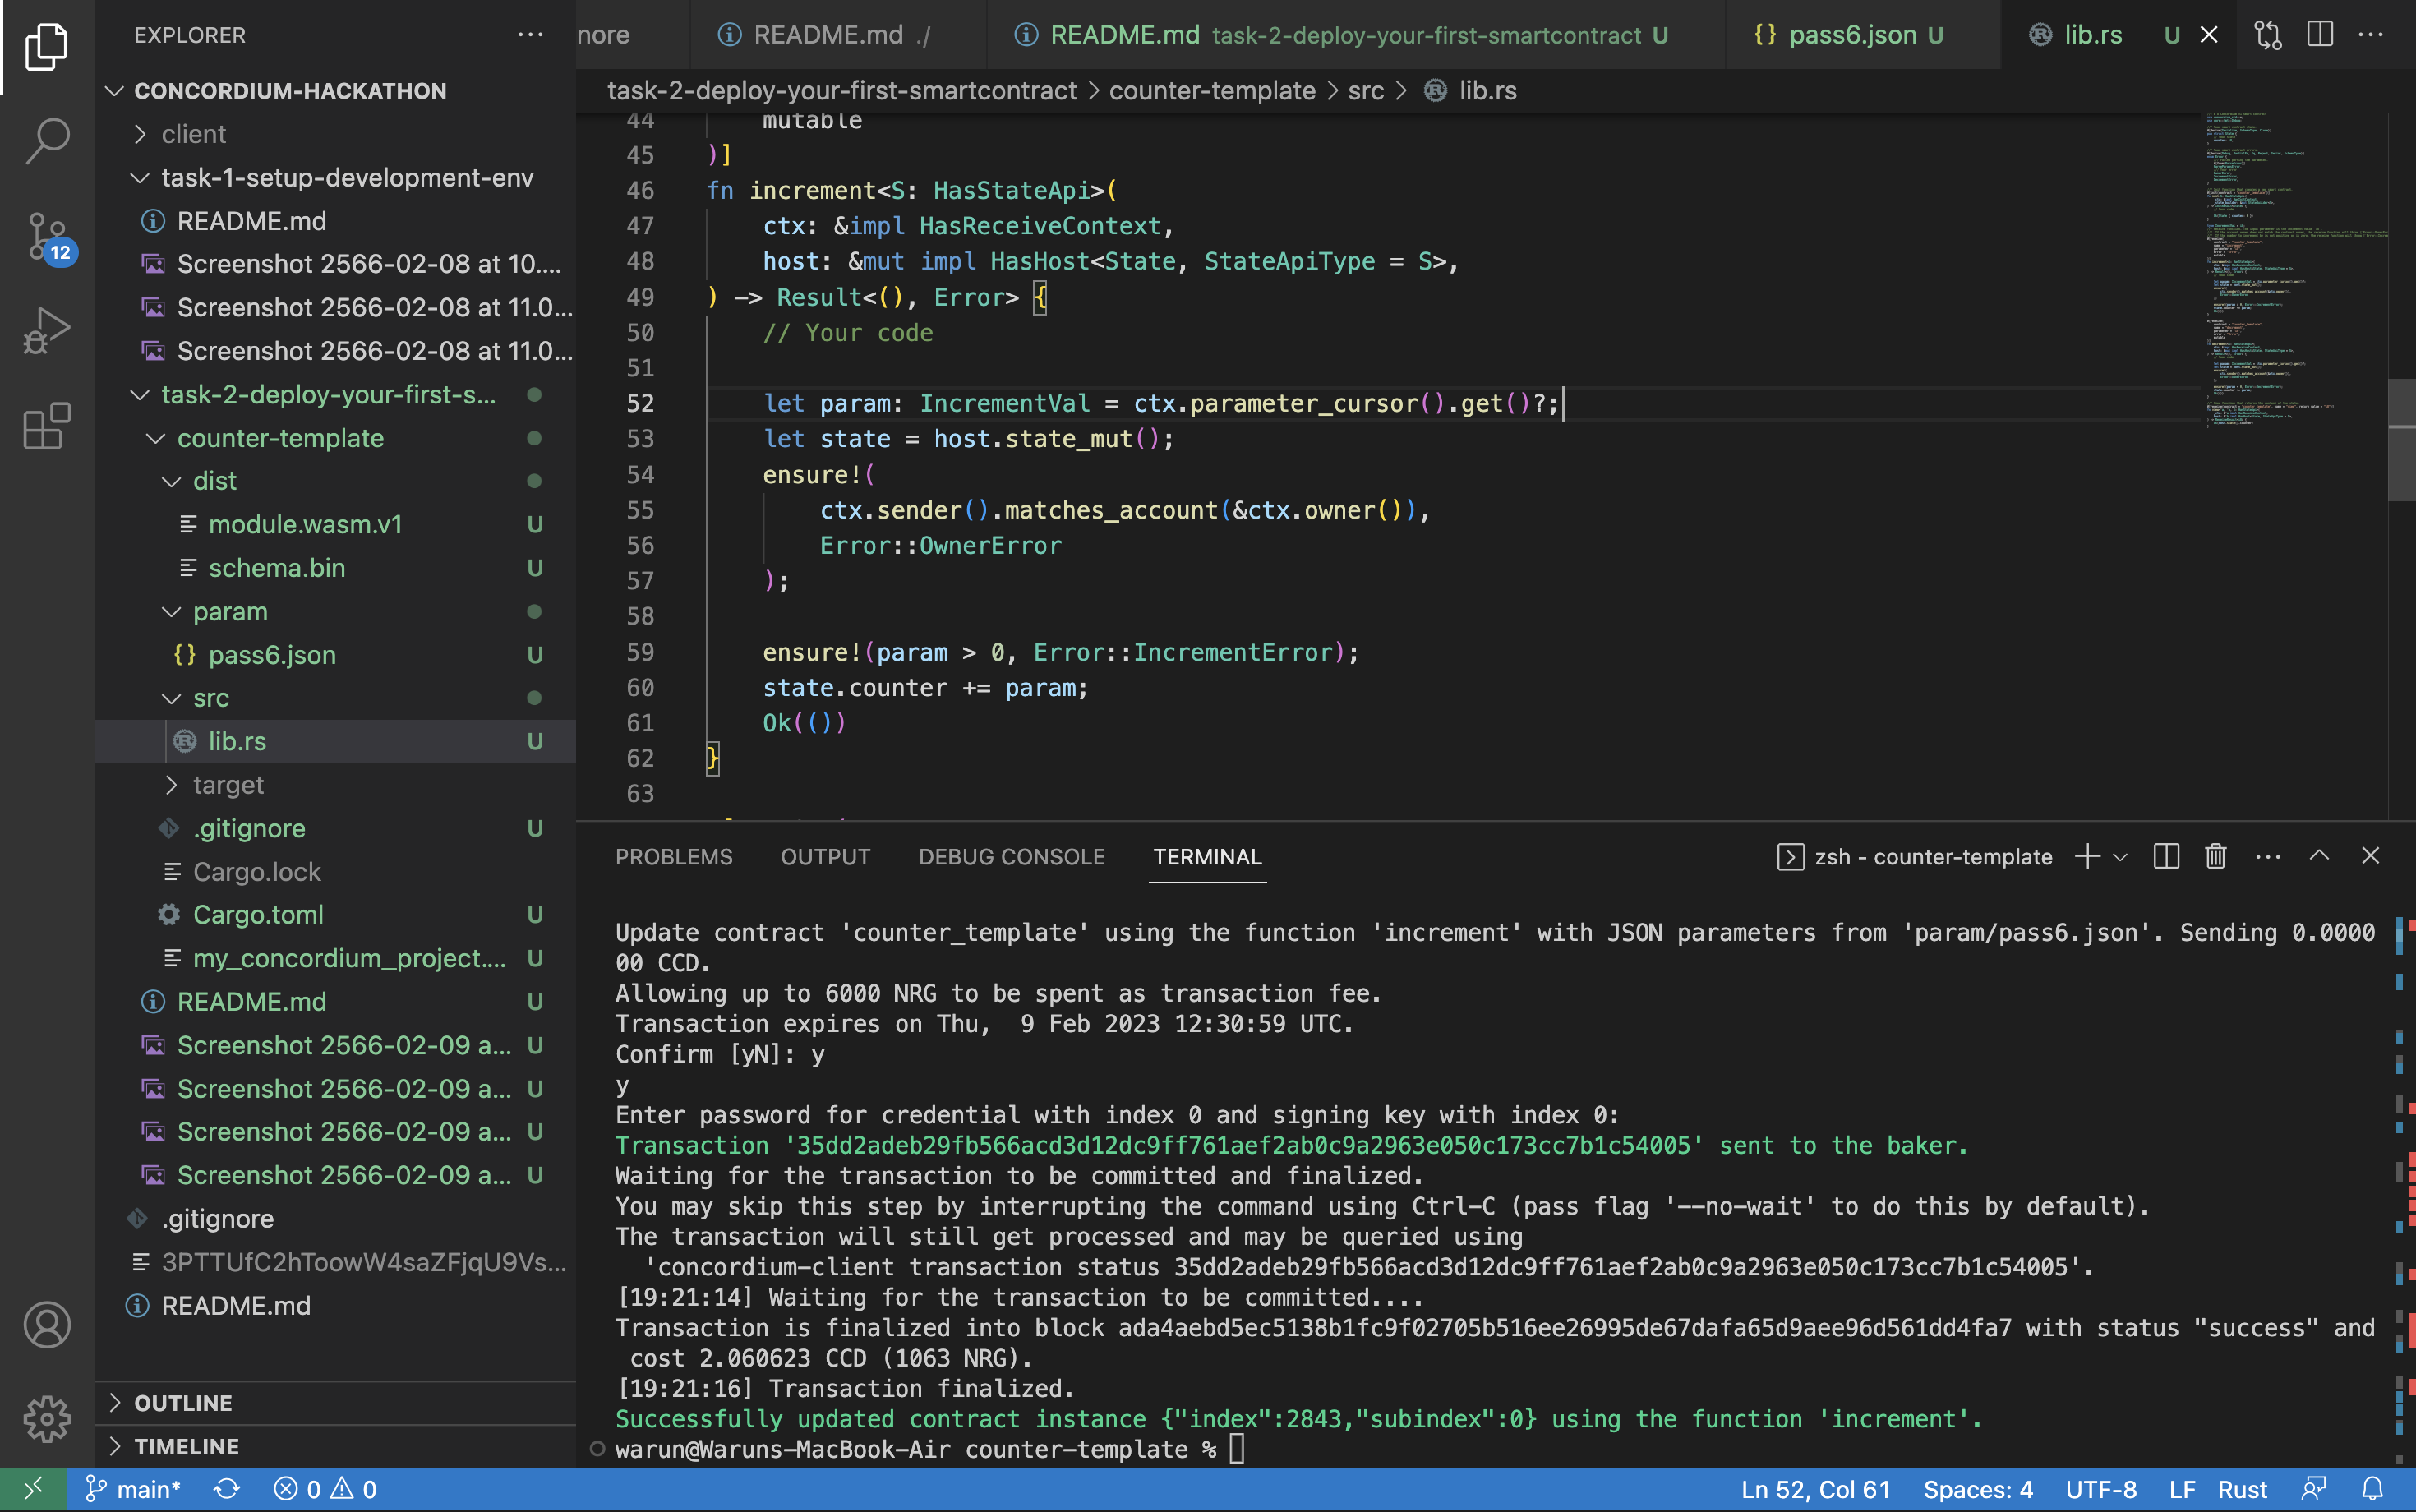 EXPLORER
CONCORDIUM-HACKATHON
client
task-1-setup-development-env
README.md
Screenshot 2566-02-08 at 10....
Screenshot 2566-02-08 at 11.0...
Screenshot 2566-02-08 at 11.0...
task-2-deploy-your-first-s...
counter-template
dist
module.wasm.v1 U
schema.bin U
param
{} pass6.json U
src
lib.rs U
target
.gitignore U
Cargo.lock
Cargo.toml U
my_concordium_project.... U
README.md U
Screenshot 2566-02-09 a... U
Screenshot 2566-02-09 a... U
Screenshot 2566-02-09 a... U
Screenshot 2566-02-09 a... U
.gitignore
3PTTUfC2hToowW4saZFjqU9Vs...
README.md
OUTLINE
TIMELINE
12
nore
README.md ./
README.md task-2-deploy-your-first-smartcontract U
{} pass6.json U
lib.rs U
task-2-deploy-your-first-smartcontract > counter-template > src > lib.rs
44 mutable
45 )]
46 fn increment<S: HasStateApi>(
47 ctx: &impl HasReceiveContext,
48 host: &mut impl HasHost<State, StateApiType = S>,
49 ) -> Result<(), Error> {
50 // Your code
51
52 let param: IncrementVal = ctx.parameter_cursor().get()?;
53 let state = host.state_mut();
54 ensure!(
55 ctx.sender().matches_account(&ctx.owner()),
56 Error::OwnerError
57 );
58
59 ensure!(param > 0, Error::IncrementError);
60 state.counter += param;
61 Ok(())
62 }
63
PROBLEMS OUTPUT DEBUG CONSOLE TERMINAL
zsh - counter-template
Update contract 'counter_template' using the function 'increment' with JSON parameters from 'param/pass6.json'. Sending 0.0000
00 CCD.
Allowing up to 6000 NRG to be spent as transaction fee.
Transaction expires on Thu,  9 Feb 2023 12:30:59 UTC.
Confirm [yN]: y
y
Enter password for credential with index 0 and signing key with index 0:
Transaction '35dd2adeb29fb566acd3d12dc9ff761aef2ab0c9a2963e050c173cc7b1c54005' sent to the baker.
Waiting for the transaction to be committed and finalized.
You may skip this step by interrupting the command using Ctrl-C (pass flag '--no-wait' to do this by default).
The transaction will still get processed and may be queried using
'concordium-client transaction status 35dd2adeb29fb566acd3d12dc9ff761aef2ab0c9a2963e050c173cc7b1c54005'.
[19:21:14] Waiting for the transaction to be committed....
Transaction is finalized into block ada4aebd5ec5138b1fc9f02705b516ee26995de67dafa65d9aee96d561dd4fa7 with status "success" and
cost 2.060623 CCD (1063 NRG).
[19:21:16] Transaction finalized.
Successfully updated contract instance {"index":2843,"subindex":0} using the function 'increment'.
warun@Waruns-MacBook-Air counter-template %
main* 0 0
Ln 52, Col 61 Spaces: 4 UTF-8 LF Rust